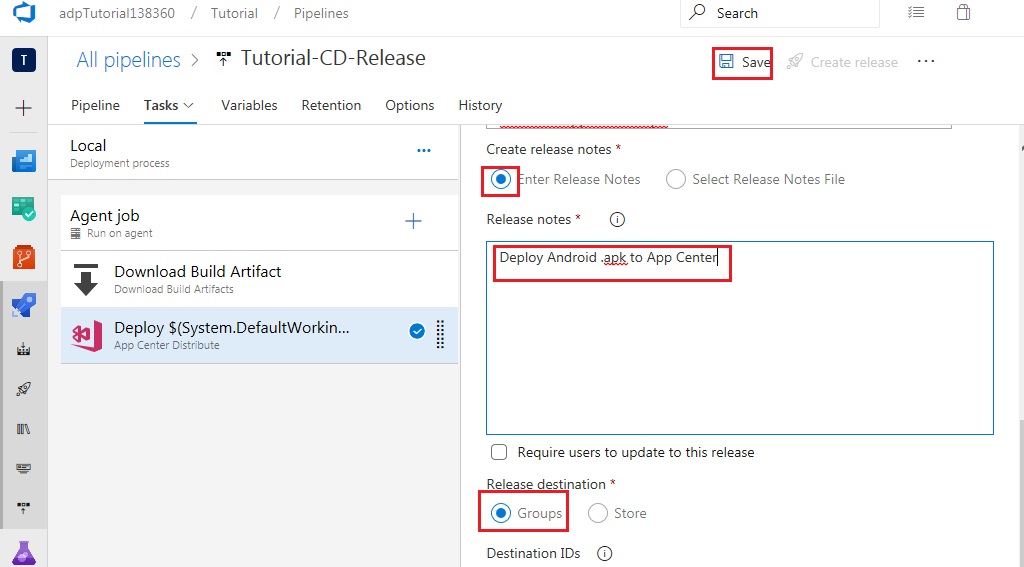 adpTutorial138360 / Tutorial / Pipelines
Search
T
All pipelines > Tutorial-CD-Release
Save
Create release
Pipeline Tasks Variables Retention Options History
Local
Deployment process
Agent job
Run on agent
Download Build Artifact
Download Build Artifacts
Deploy $(System.DefaultWorkin...
App Center Distribute
Create release notes *
Enter Release Notes
Select Release Notes File
Release notes *
Deploy Android .apk to App Center
Require users to update to this release
Release destination *
Groups
Store
Destination IDs